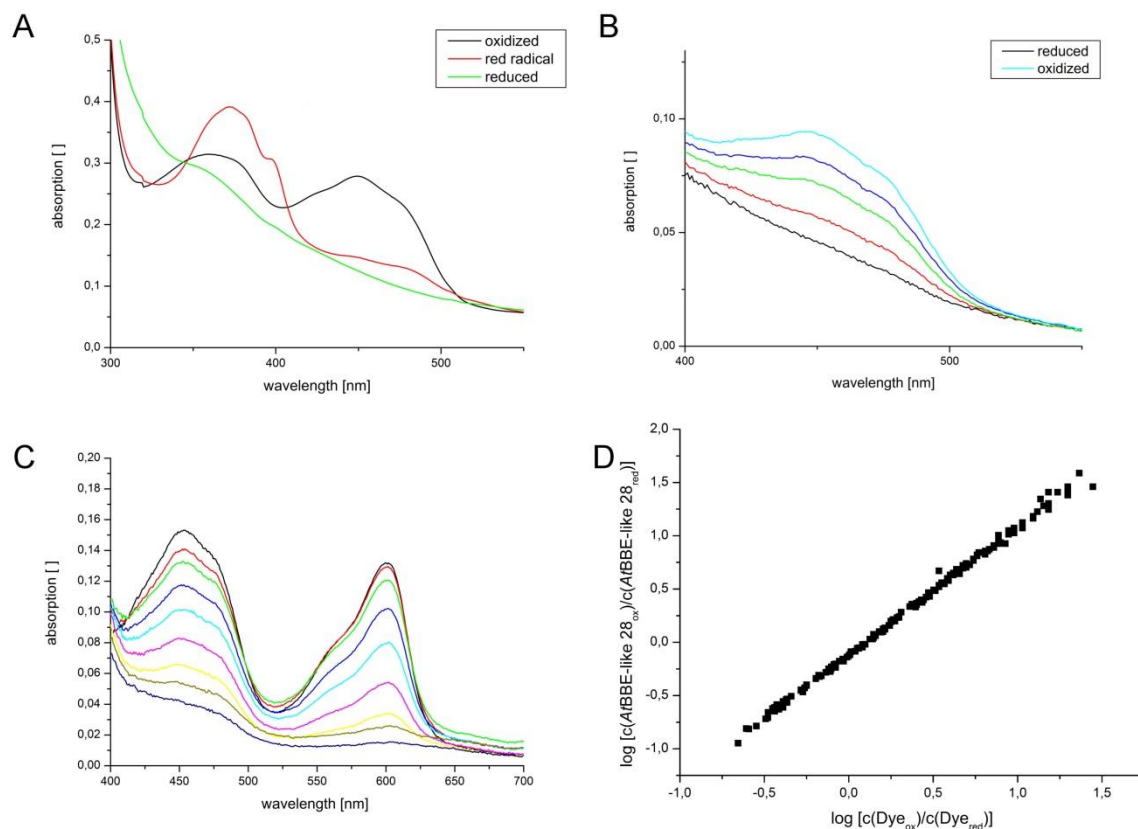 A
0,5
0,4
0,3
0,2
0,1
0,0
absorption [ ]
300
400
500
wavelength [nm]
oxidized
red radical
reduced
B
0,10
0,05
0,00
absorption [ ]
400
500
wavelength [nm]
reduced
oxidized
C
0,20
0,18
0,16
0,14
0,12
0,10
0,08
0,06
0,04
0,02
0,00
absorption [ ]
400
450
500
550
600
650
700
wavelength [nm]
D
2,0
1,5
1,0
0,5
0,0
-0,5
-1,0
log [c(AtBBE-like 28ox)/c(AtBBE-like 28red)]
-1,0
-0,5
0,0
0,5
1,0
1,5
log [c(Dyeox)/c(Dyered)]